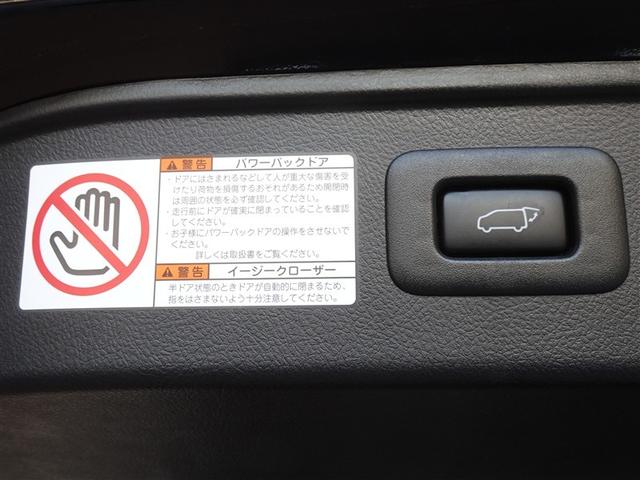 警告 パワーバックドア
・ドアにはさまれるなどして人が重大な傷害を受
けたり荷物を損傷するおそれがあるため開閉時
は周囲の状態を必ず確認してください。
・走行前にドアが確実に閉まっていることを確認
してください。
・お子様にパワーバックドアの操作をさせないで
ください。
詳しくは取扱書をご覧ください。
警告 イージークローザー
半ドア状態のときドアが自動的に閉まるため、
指をはさまないよう十分注意してください。